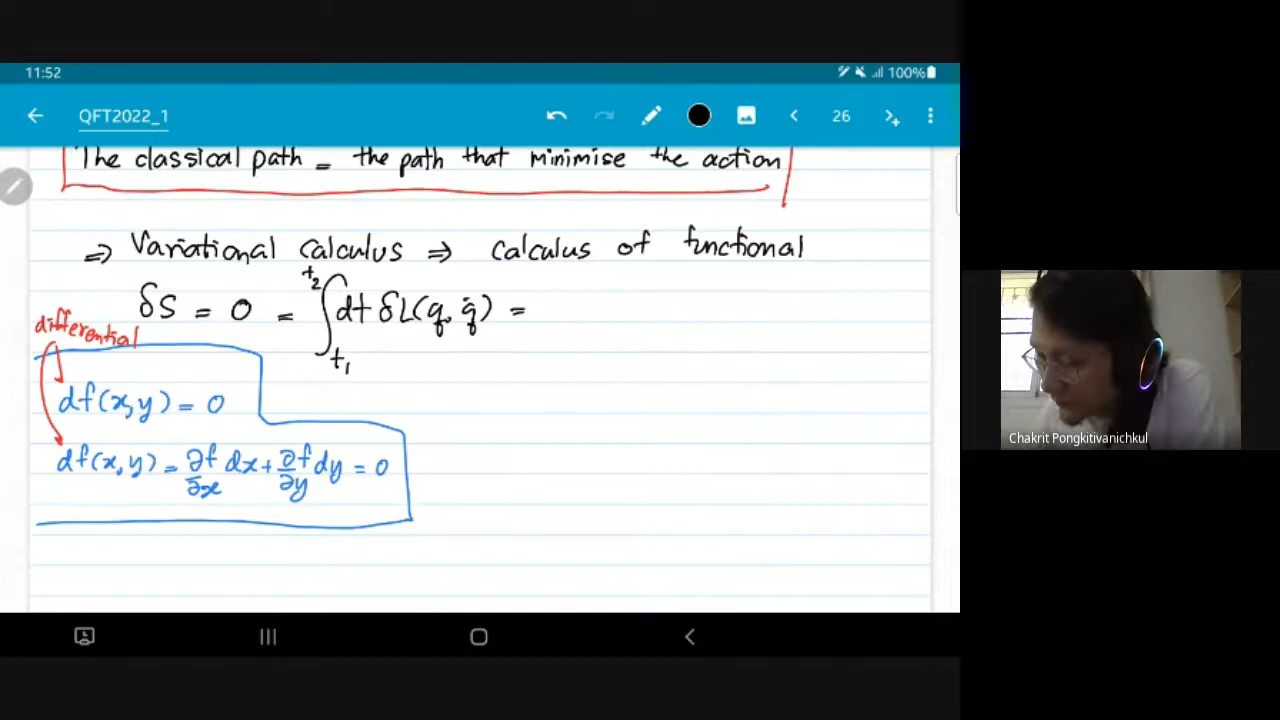 11:52
100%
QFT2022_1
26
The classical path = the path that minimise the action
⇒ Variational calculus ⇒ calculus of functional
δS = 0 = ∫_{t₁}^{t₂} dt δL(q, q̇) =
differential
df(x,y) = 0
df(x,y) = ∂f/∂x dx + ∂f/∂y dy = 0
Chakrit Pongkitivanichkul